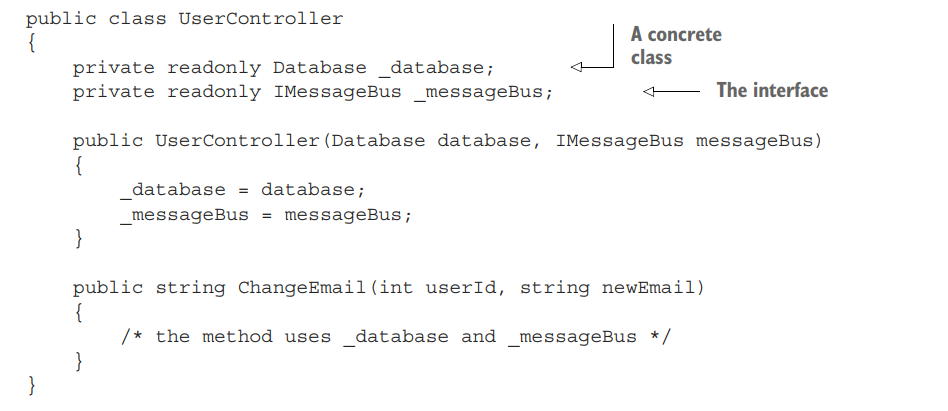 public class UserController
{
A concrete
class
private readonly Database _database;
private readonly IMessageBus _messageBus;
The interface
public UserController(Database database, IMessageBus messageBus)
{
_database = database;
_messageBus = messageBus;
}
public string ChangeEmail(int userId, string newEmail)
{
/* the method uses _database and _messageBus */
}
}